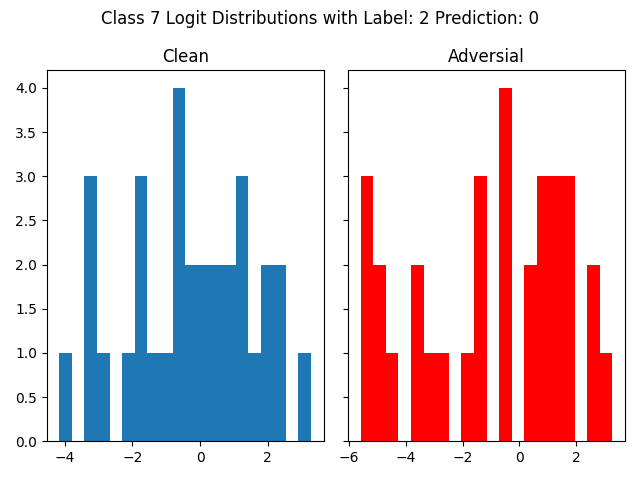 Class 7 Logit Distributions with Label: 2 Prediction: 0
Clean
Adversial
4.0
3.5
3.0
2.5
2.0
1.5
1.0
0.5
0.0
−4 −2 0 2
−6 −4 −2 0 2